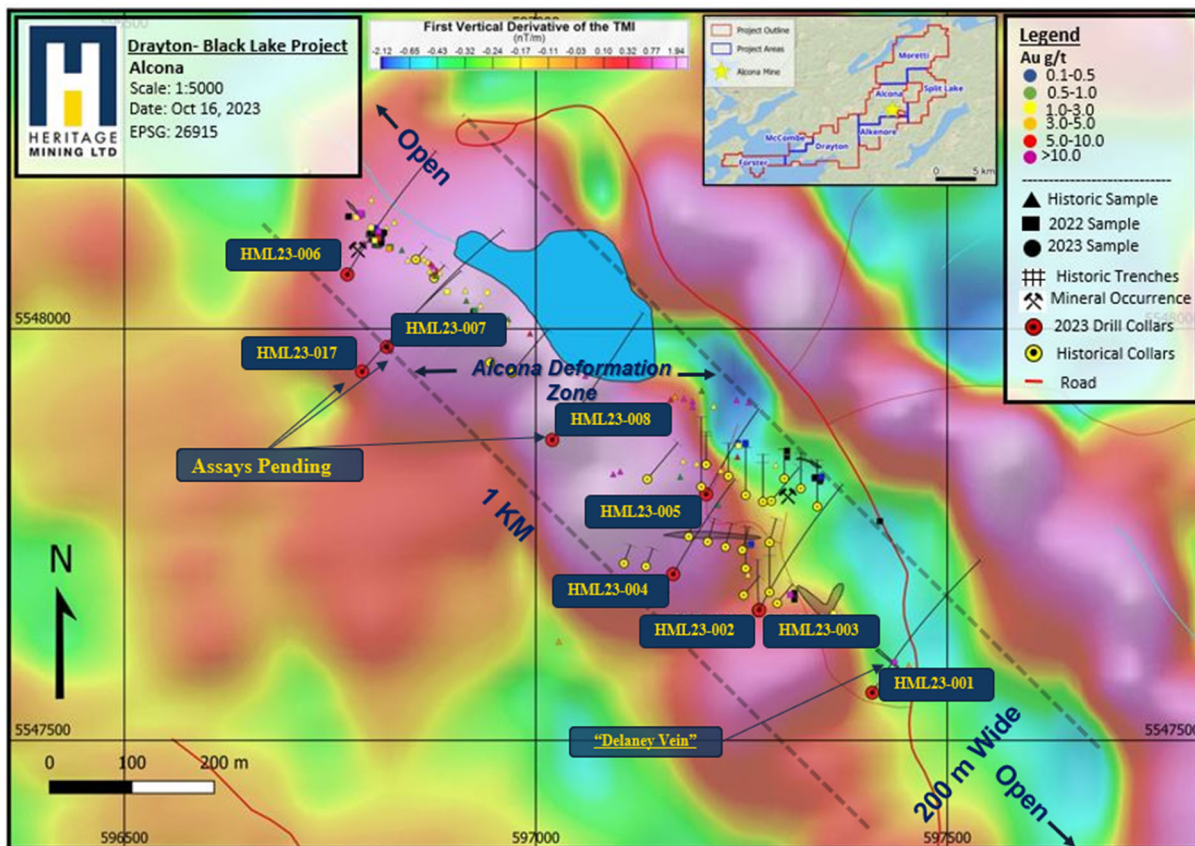 HERITAGE
MINING LTD
Drayton- Black Lake Project
Alcona
Scale: 1:5000
Date: Oct 16, 2023
EPSG: 26915
596500
597000
First Vertical Derivative of the TMI
(nT/m)
-2.12 -0.65 -0.43 -0.32 -0.24 -0.17 -0.11 -0.03 0.10 0.32 0.77 1.94
Project Outline
Project Areas
Alcona Mine
Moretti
Split Lake
Alcona
Alkenore
McCombe
Drayton
Forster
0 5 km
Legend
Au g/t
0.1-0.5
0.5-1.0
1.0-3.0
3.0-5.0
5.0-10.0
>10.0
Historic Sample
2022 Sample
2023 Sample
Historic Trenches
Mineral Occurrence
2023 Drill Collars
Historical Collars
Road
Open
HML23-006
5548000
5548000
HML23-007
HML23-017
Alcona Deformation
Zone
HML23-008
Assays Pending
1 KM
HML23-005
HML23-004
HML23-002
HML23-003
HML23-001
"Delaney Vein"
200 m Wide
Open
N
5547500
5547500
0 100 200 m
596500
597000
597500